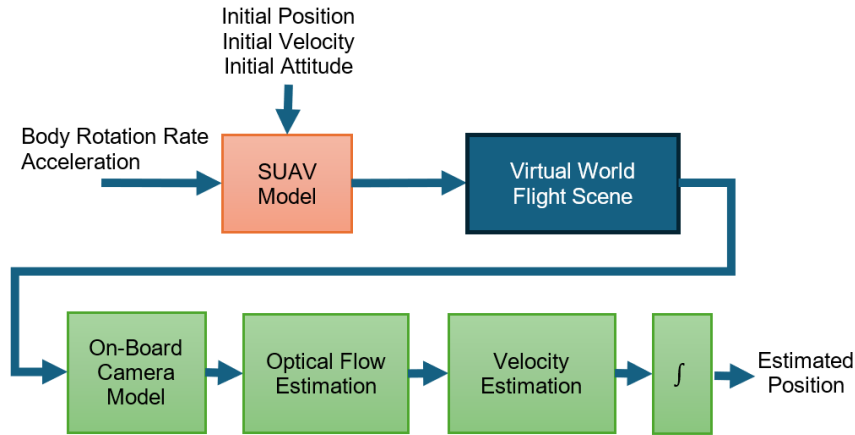 Initial Position
Initial Velocity
Initial Attitude
Body Rotation Rate
Acceleration
SUAV
Model
Virtual World
Flight Scene
On-Board
Camera
Model
Optical Flow
Estimation
Velocity
Estimation
∫
Estimated
Position